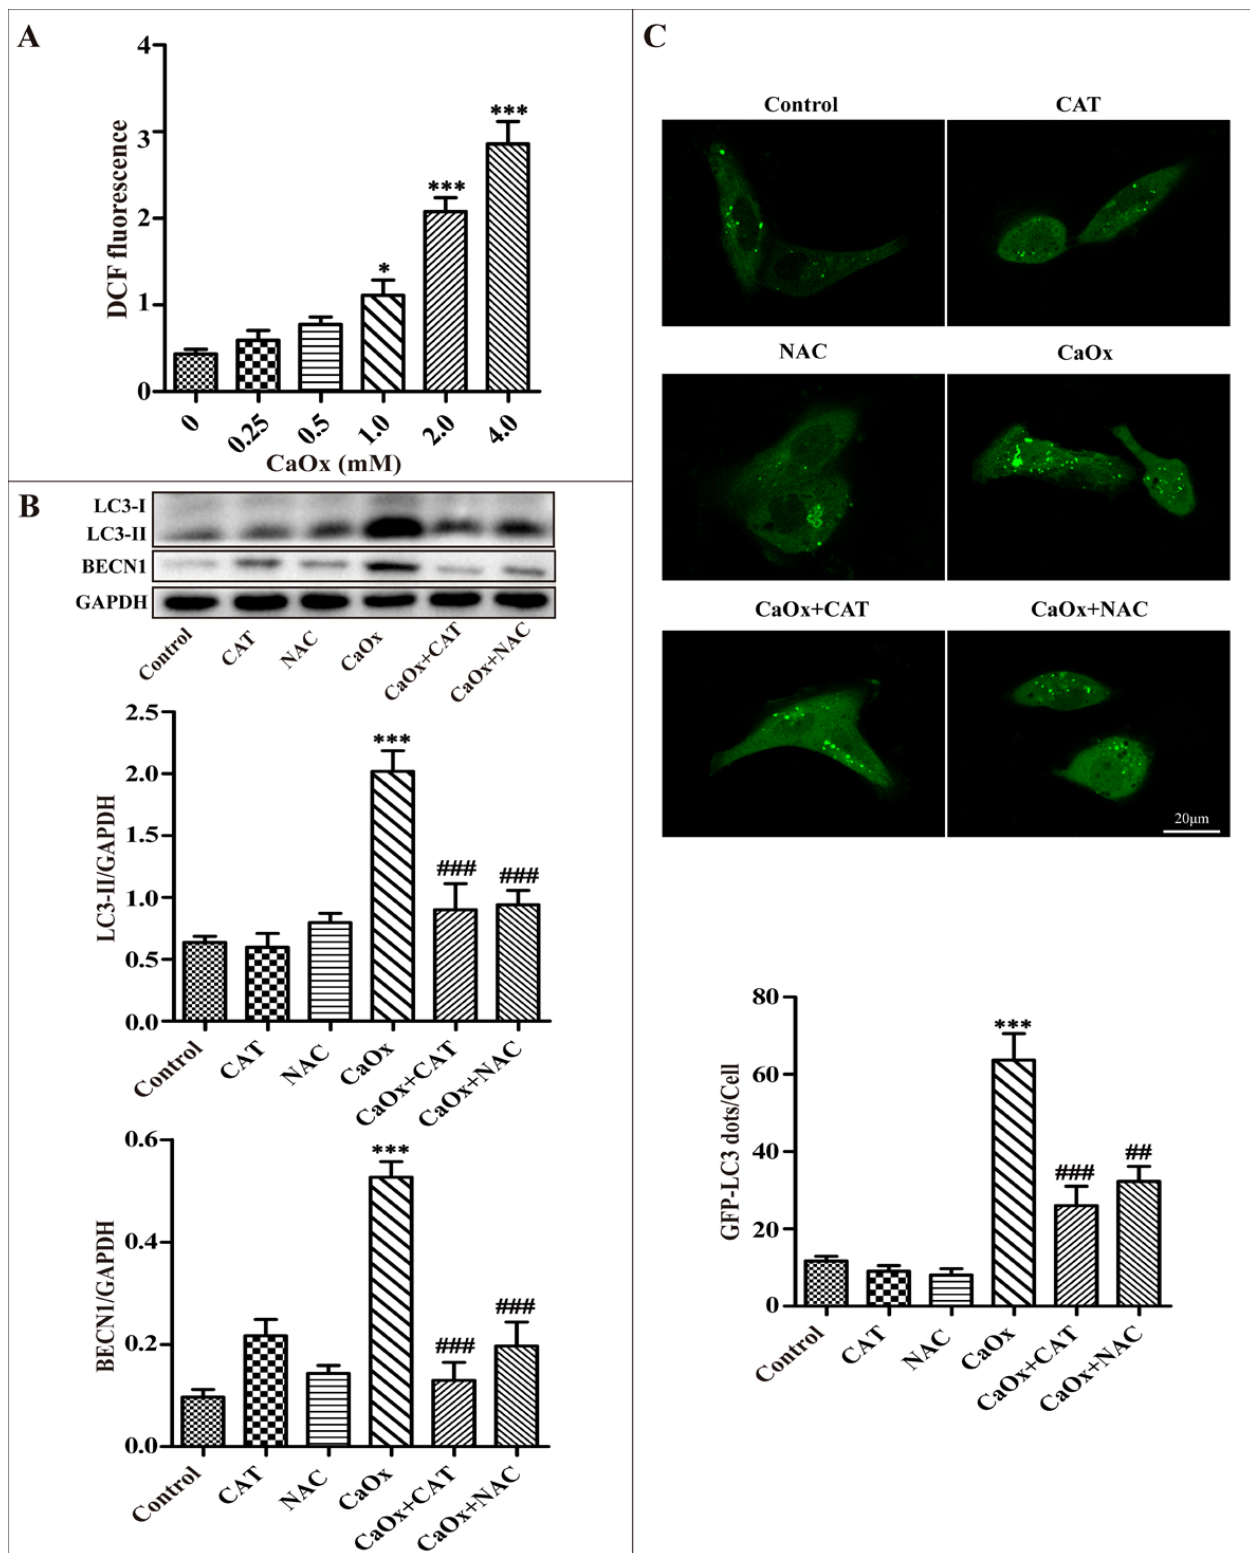 A
4
3
2
1
0
DCF fluorescence
*
***
***
0
0.25
0.5
1.0
2.0
4.0
CaOx (mM)
B
LC3-I
LC3-II
BECN1
GAPDH
Control
CAT
NAC
CaOx
CaOx+CAT
CaOx+NAC
2.5
2.0
1.5
1.0
0.5
0.0
LC3-II/GAPDH
***
###
###
Control
CAT
NAC
CaOx
CaOx+CAT
CaOx+NAC
0.6
0.4
0.2
0.0
BECN1/GAPDH
***
###
###
Control
CAT
NAC
CaOx
CaOx+CAT
CaOx+NAC
C
Control
CAT
NAC
CaOx
CaOx+CAT
CaOx+NAC
20μm
80
60
40
20
0
GFP-LC3 dots/Cell
***
###
##
Control
CAT
NAC
CaOx
CaOx+CAT
CaOx+NAC